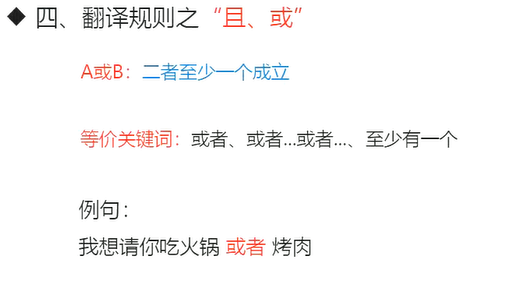 ◆ 四、翻译规则之“且、或”
A或B：二者至少一个成立
等价关键词：或者、或者...或者...、至少有一个
例句：
我想请你吃火锅 或者 烤肉